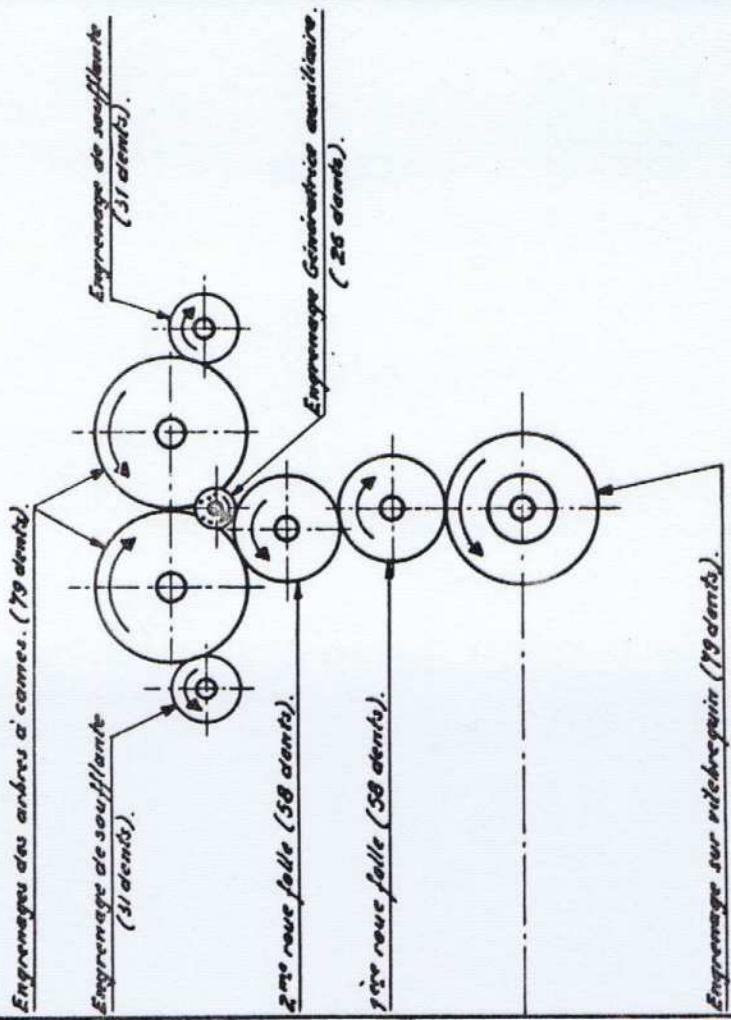 Engrenages des arbres à cames. (79 dents).
Engrenage de soufflante
(31 dents).
2me roue folle (58 dents).
1ère roue folle (58 dents).
Engrenage sur vilebrequin (79 dents).
Engrenage de soufflante
(31 dents).
Engrenage Génératrice auxiliaire.
(26 dents).